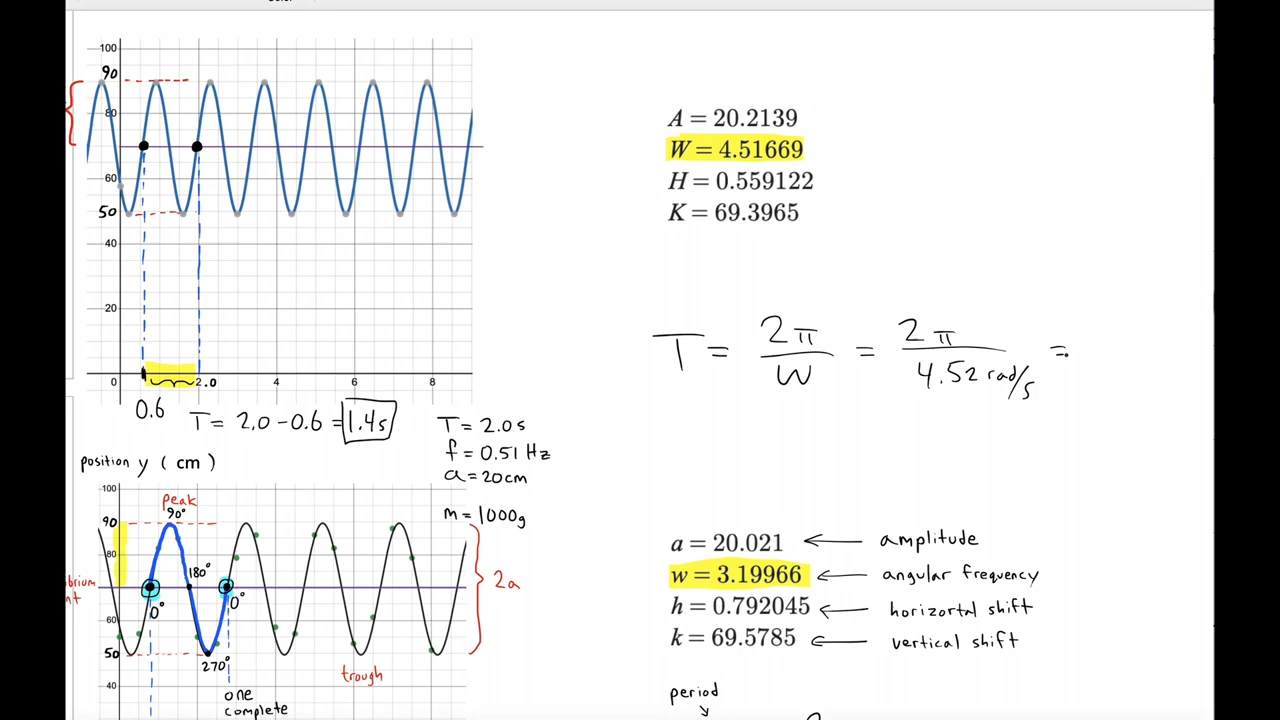 100
90
80
60
50
40
20
0
2.0
4
6
8
0.6
T = 2.0 - 0.6 = 1.4s
T = 2.0s
f = 0.51 Hz
a = 20cm
m = 1000g
position y ( cm )
100
peak
90°
90
80
180°
0°
0°
60
50
270°
40
2a
trough
one
complete
A = 20.2139
W = 4.51669
H = 0.559122
K = 69.3965
T = 2π/W = 2π/4.52 rad/s =
a = 20.021 ← amplitude
w = 3.19966 ← angular frequency
h = 0.792045 ← horizontal shift
k = 69.5785 ← vertical shift
period